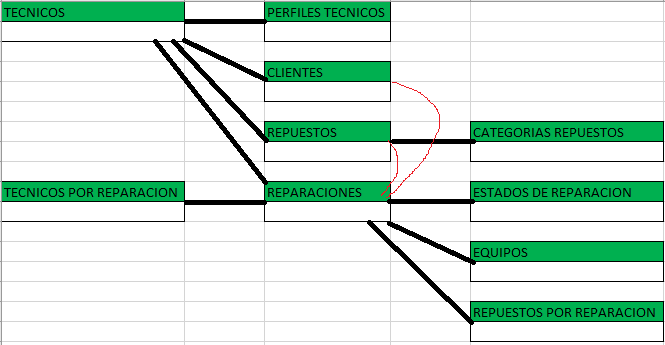 TECNICOS
PERFILES TECNICOS
CLIENTES
REPUESTOS
CATEGORIAS REPUESTOS
TECNICOS POR REPARACION
REPARACIONES
ESTADOS DE REPARACION
EQUIPOS
REPUESTOS POR REPARACION